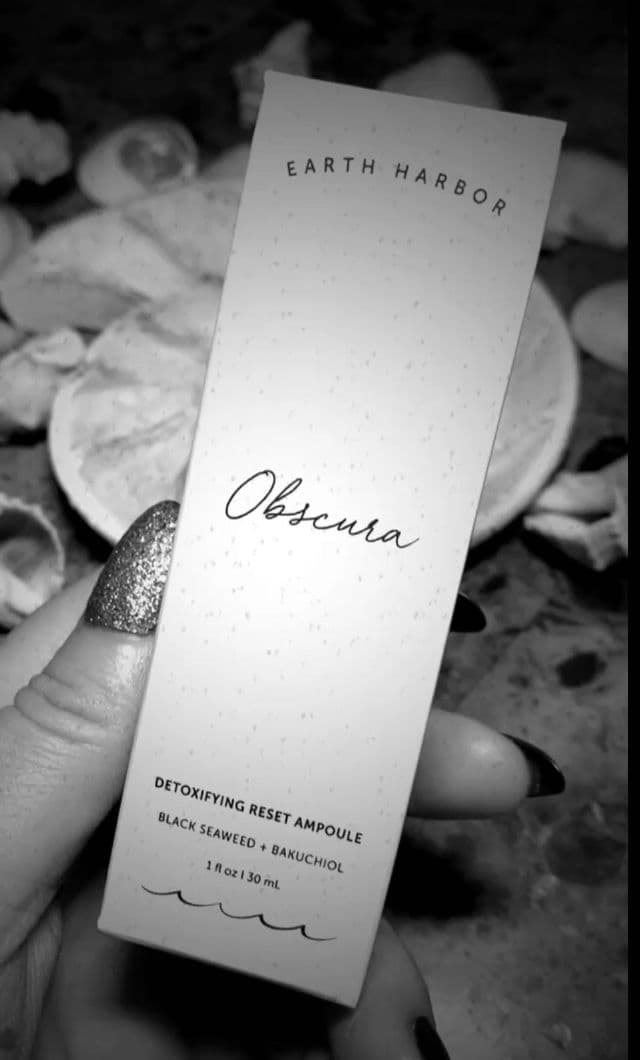 EARTH HARBOR
Obscura
DETOXIFYING RESET AMPOULE
BLACK SEAWEED + BAKUCHIOL
1 fl oz | 30 mL